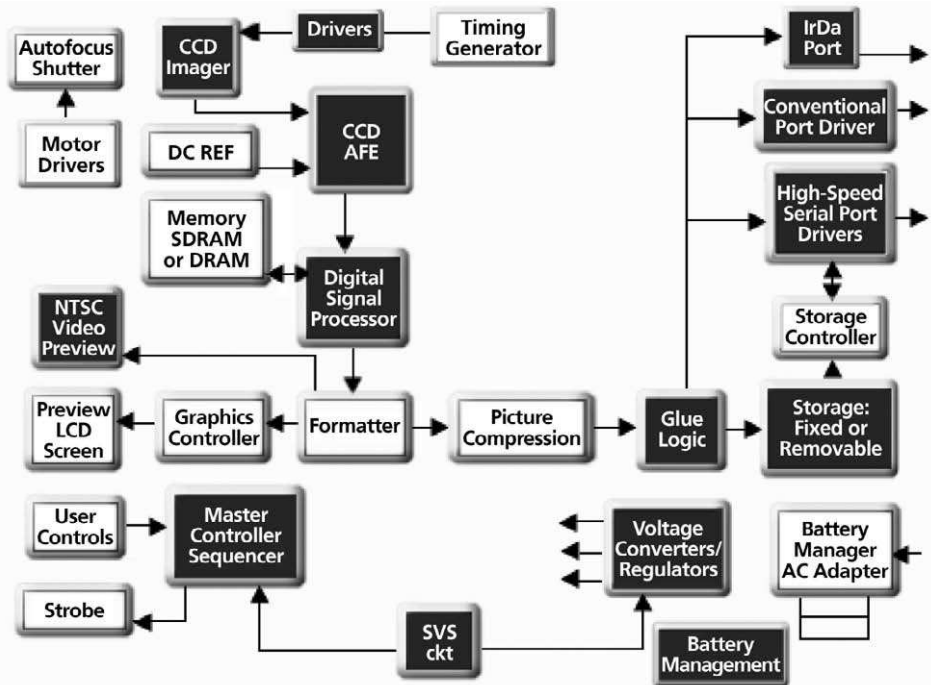 Autofocus
Shutter
Motor
Drivers
CCD
Imager
Drivers
Timing
Generator
DC REF
CCD
AFE
Memory
SDRAM
or DRAM
Digital
Signal
Processor
NTSC
Video
Preview
Preview
LCD
Screen
Graphics
Controller
Formatter
Picture
Compression
Glue
Logic
IrDa
Port
Conventional
Port Driver
High-Speed
Serial Port
Drivers
Storage
Controller
Storage:
Fixed or
Removable
User
Controls
Master
Controller
Sequencer
Strobe
SVS
ckt
Voltage
Converters/
Regulators
Battery
Management
Battery
Manager
AC Adapter